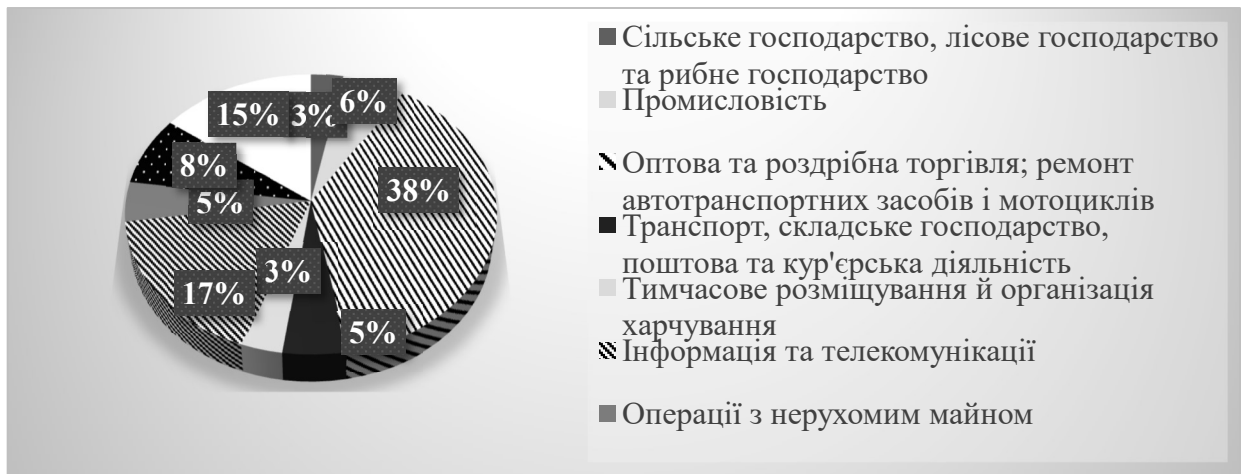 15%
3%
6%
8%
38%
5%
3%
17%
5%
Сільське господарство, лісове господарство
та рибне господарство
Промисловість
Оптова та роздрібна торгівля; ремонт
автотранспортних засобів і мотоциклів
Транспорт, складське господарство,
поштова та кур'єрська діяльність
Тимчасове розміщування й організація
харчування
Інформація та телекомунікації
Операції з нерухомим майном